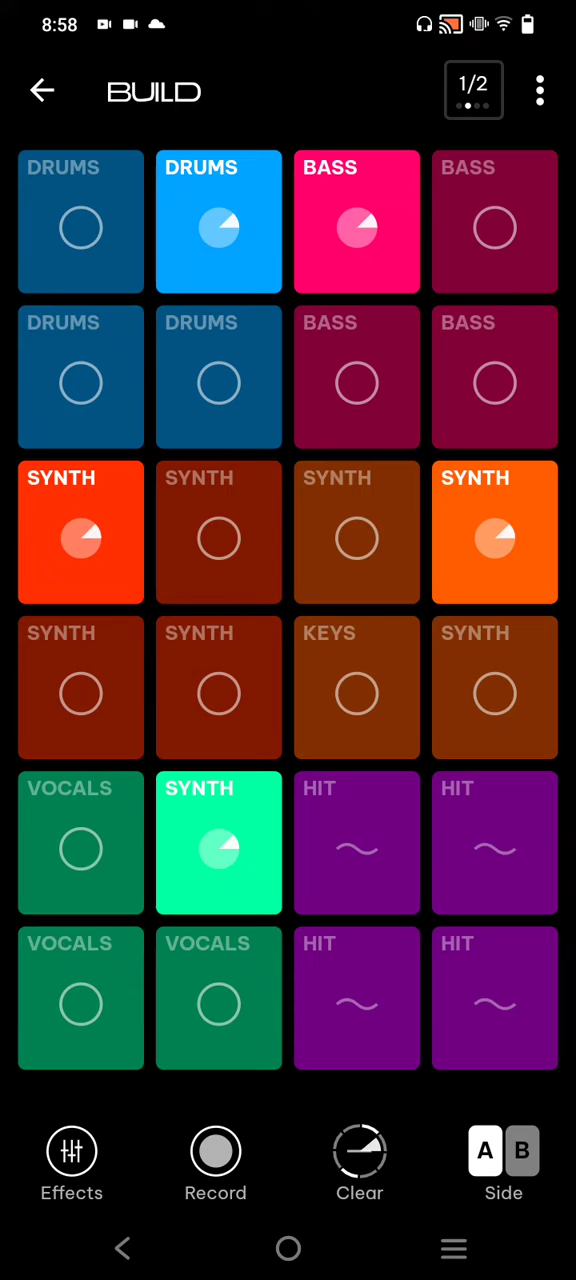 8:58
BUILD
1/2
DRUMS DRUMS BASS BASS
DRUMS DRUMS BASS BASS
SYNTH SYNTH SYNTH SYNTH
SYNTH SYNTH KEYS SYNTH
VOCALS SYNTH HIT HIT
VOCALS VOCALS HIT HIT
A B
Effects Record Clear Side